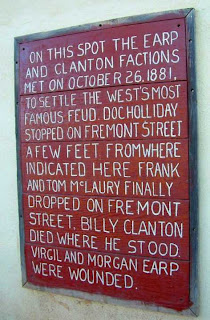 ON THIS SPOT THE EARP
AND CLANTON FACTIONS
MET ON OCTOBER 26, 1881,
TO SETTLE THE WEST'S MOST
FAMOUS FEUD. DOC HOLLIDAY
STOPPED ON FREMONT STREET
A FEW FEET FROM WHERE
INDICATED HERE FRANK
AND TOM McLAURY FINALLY
DROPPED ON FREMONT
STREET. BILLY CLANTON
DIED WHERE HE STOOD.
VIRGIL AND MORGAN EARP
WERE WOUNDED.